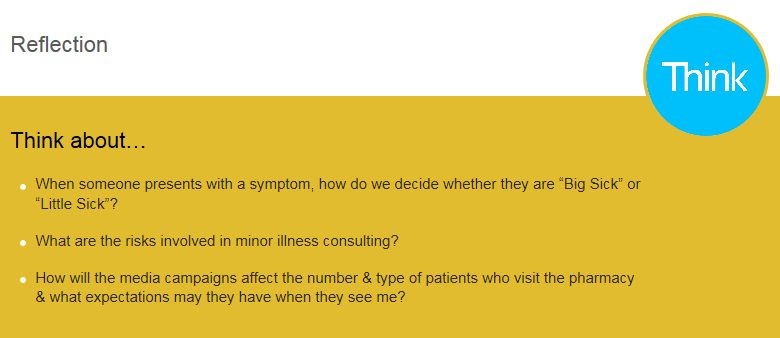 Reflection
Think
Think about…
When someone presents with a symptom, how do we decide whether they are “Big Sick” or
“Little Sick”?
What are the risks involved in minor illness consulting?
How will the media campaigns affect the number & type of patients who visit the pharmacy
& what expectations may they have when they see me?